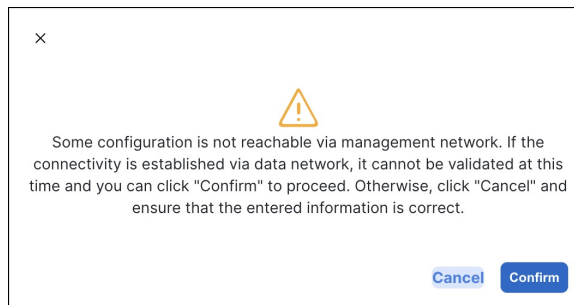 Some configuration is not reachable via management network. If the
connectivity is established via data network, it cannot be validated at this
time and you can click "Confirm" to proceed. Otherwise, click "Cancel" and
ensure that the entered information is correct.
Cancel Confirm